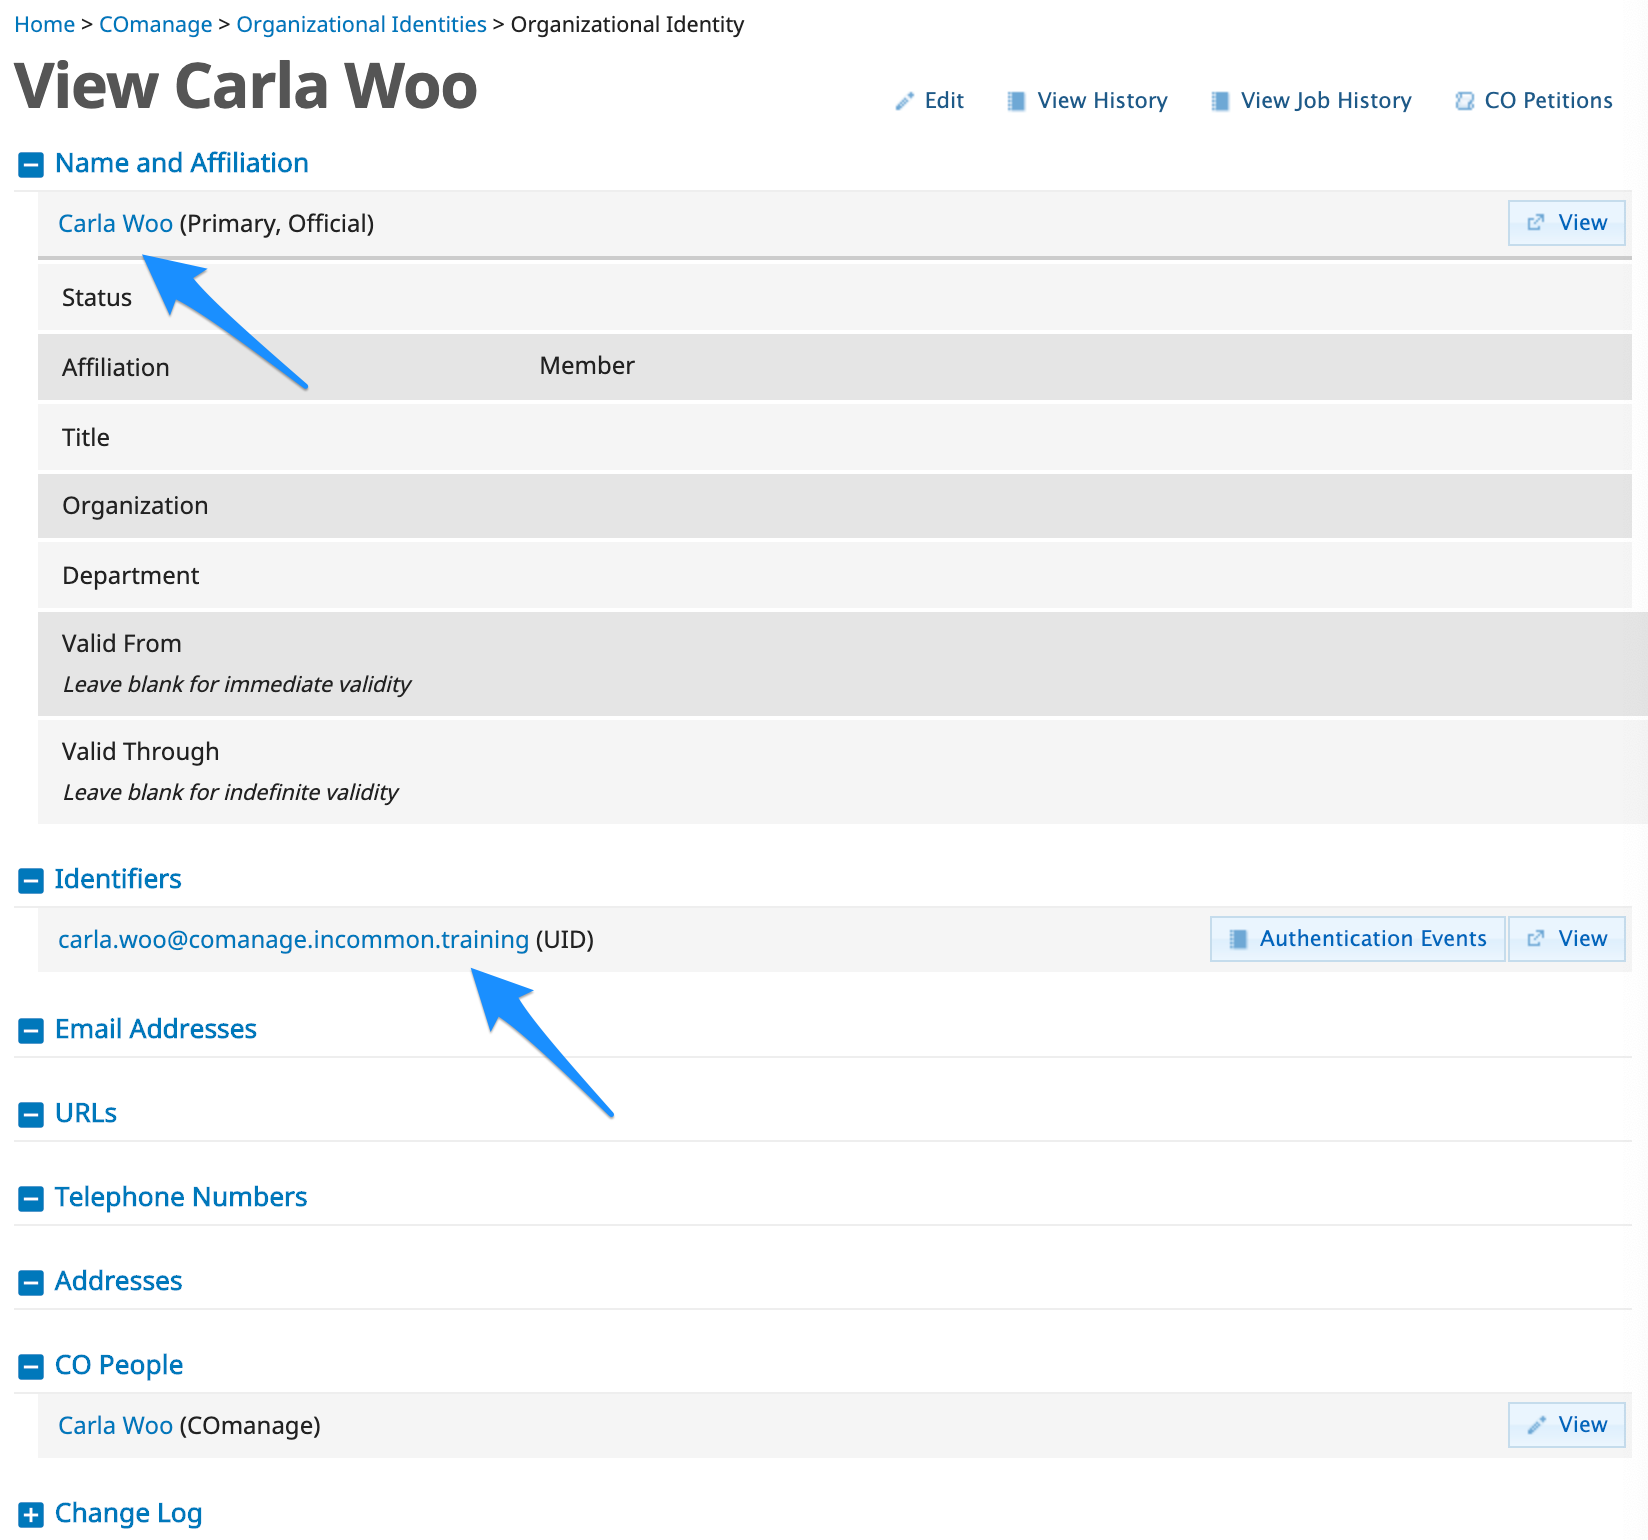 Home > COmanage > Organizational Identities > Organizational Identity
View Carla Woo
Edit View History View Job History CO Petitions
Name and Affiliation
Carla Woo (Primary, Official) View
Status
Affiliation Member
Title
Organization
Department
Valid From
Leave blank for immediate validity
Valid Through
Leave blank for indefinite validity
Identifiers
carla.woo@comanage.incommon.training (UID) Authentication Events View
Email Addresses
URLs
Telephone Numbers
Addresses
CO People
Carla Woo (COmanage) View
Change Log